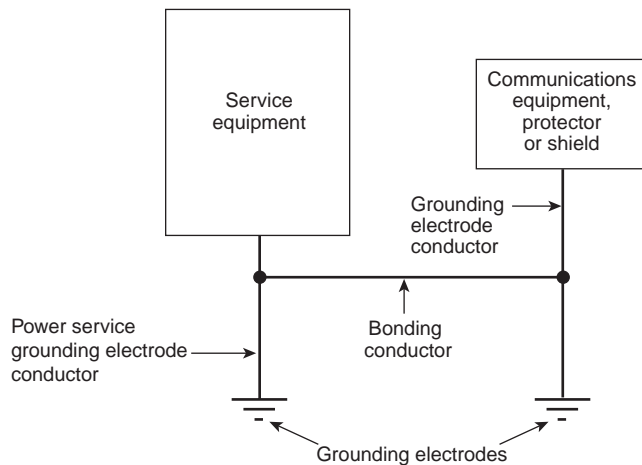 Service
equipment
Communications
equipment,
protector
or shield
Grounding
electrode
conductor
Power service
grounding electrode
conductor
Bonding
conductor
Grounding electrodes